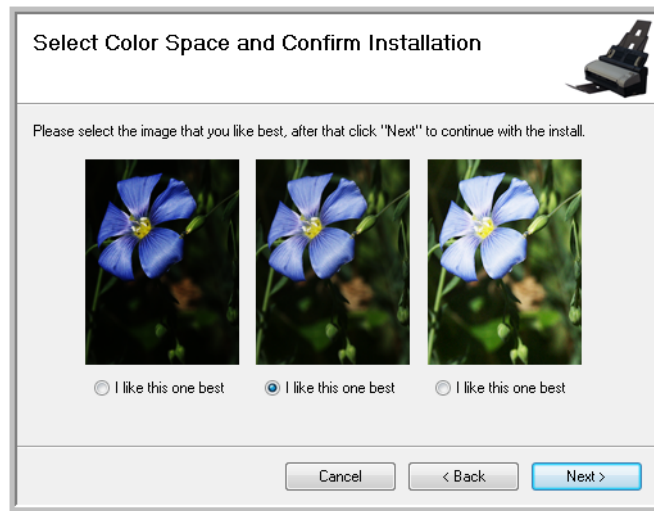 Select Color Space and Confirm Installation
Please select the image that you like best, after that click "Next" to continue with the install.
I like this one best
I like this one best
I like this one best
Cancel
< Back
Next >